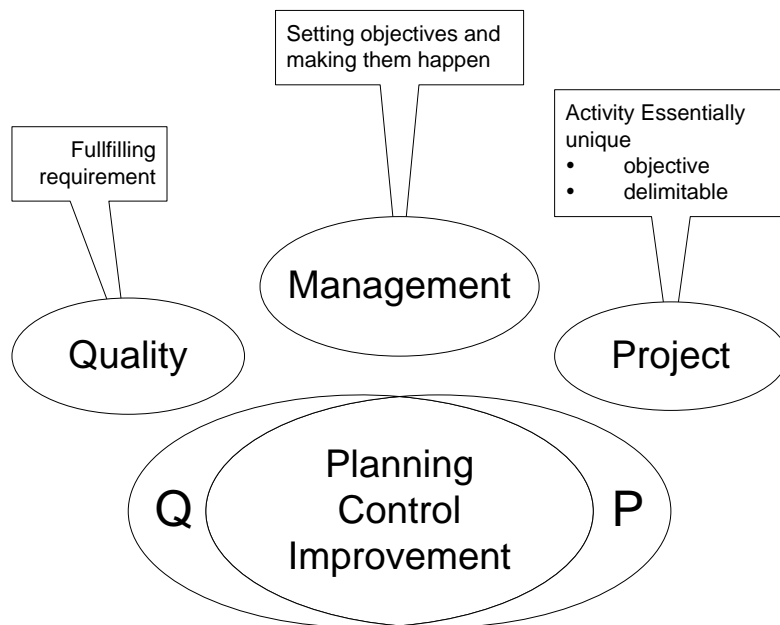 Setting objectives and
making them happen
Activity Essentially
unique
• objective
• delimitable
Fullfilling
requirement
Management
Quality
Project
Planning
Control
Improvement
Q
P